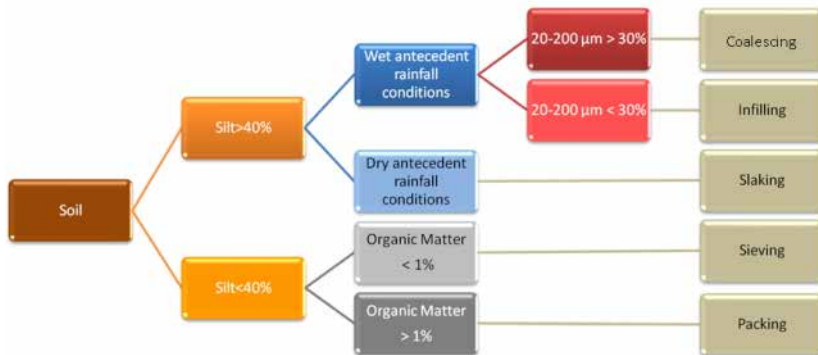 20-200 µm > 30%
Coalescing
Wet antecedent
rainfall
conditions
20-200 µm < 30%
Infilling
Silt>40%
Dry antecedent
rainfall
conditions
Slaking
Soil
Organic Matter
< 1%
Sieving
Silt<40%
Organic Matter
> 1%
Packing